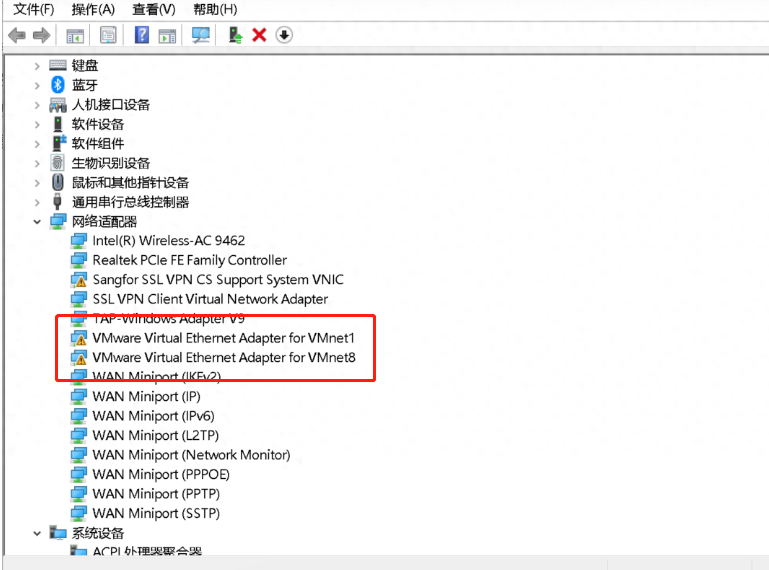 文件(F) 操作(A) 查看(V) 帮助(H)
键盘
蓝牙
人机接口设备
软件设备
软件组件
生物识别设备
鼠标和其他指针设备
通用串行总线控制器
网络适配器
Intel(R) Wireless-AC 9462
Realtek PCIe FE Family Controller
Sangfor SSL VPN CS Support System VNIC
SSL VPN Client Virtual Network Adapter
TAP-Windows Adapter V9
VMware Virtual Ethernet Adapter for VMnet1
VMware Virtual Ethernet Adapter for VMnet8
WAN Miniport (IKEv2)
WAN Miniport (IP)
WAN Miniport (IPv6)
WAN Miniport (L2TP)
WAN Miniport (Network Monitor)
WAN Miniport (PPPOE)
WAN Miniport (PPTP)
WAN Miniport (SSTP)
系统设备
ACPI 处理器聚合器